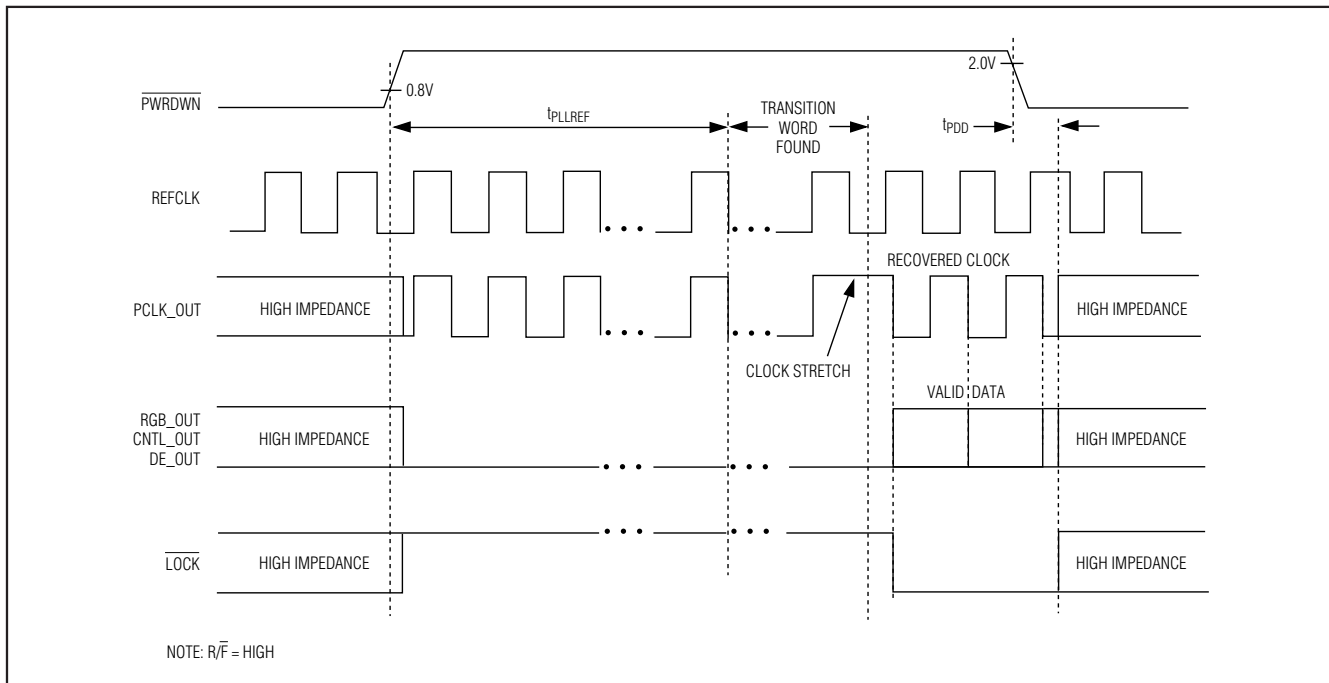 PWRDWN
0.8V
2.0V
tPLLREF
TRANSITION
WORD
FOUND
tPDD
REFCLK
RECOVERED CLOCK
PCLK_OUT
HIGH IMPEDANCE
HIGH IMPEDANCE
CLOCK STRETCH
VALID DATA
RGB_OUT
CNTL_OUT
DE_OUT
HIGH IMPEDANCE
HIGH IMPEDANCE
LOCK
HIGH IMPEDANCE
HIGH IMPEDANCE
NOTE: R/F̅ = HIGH